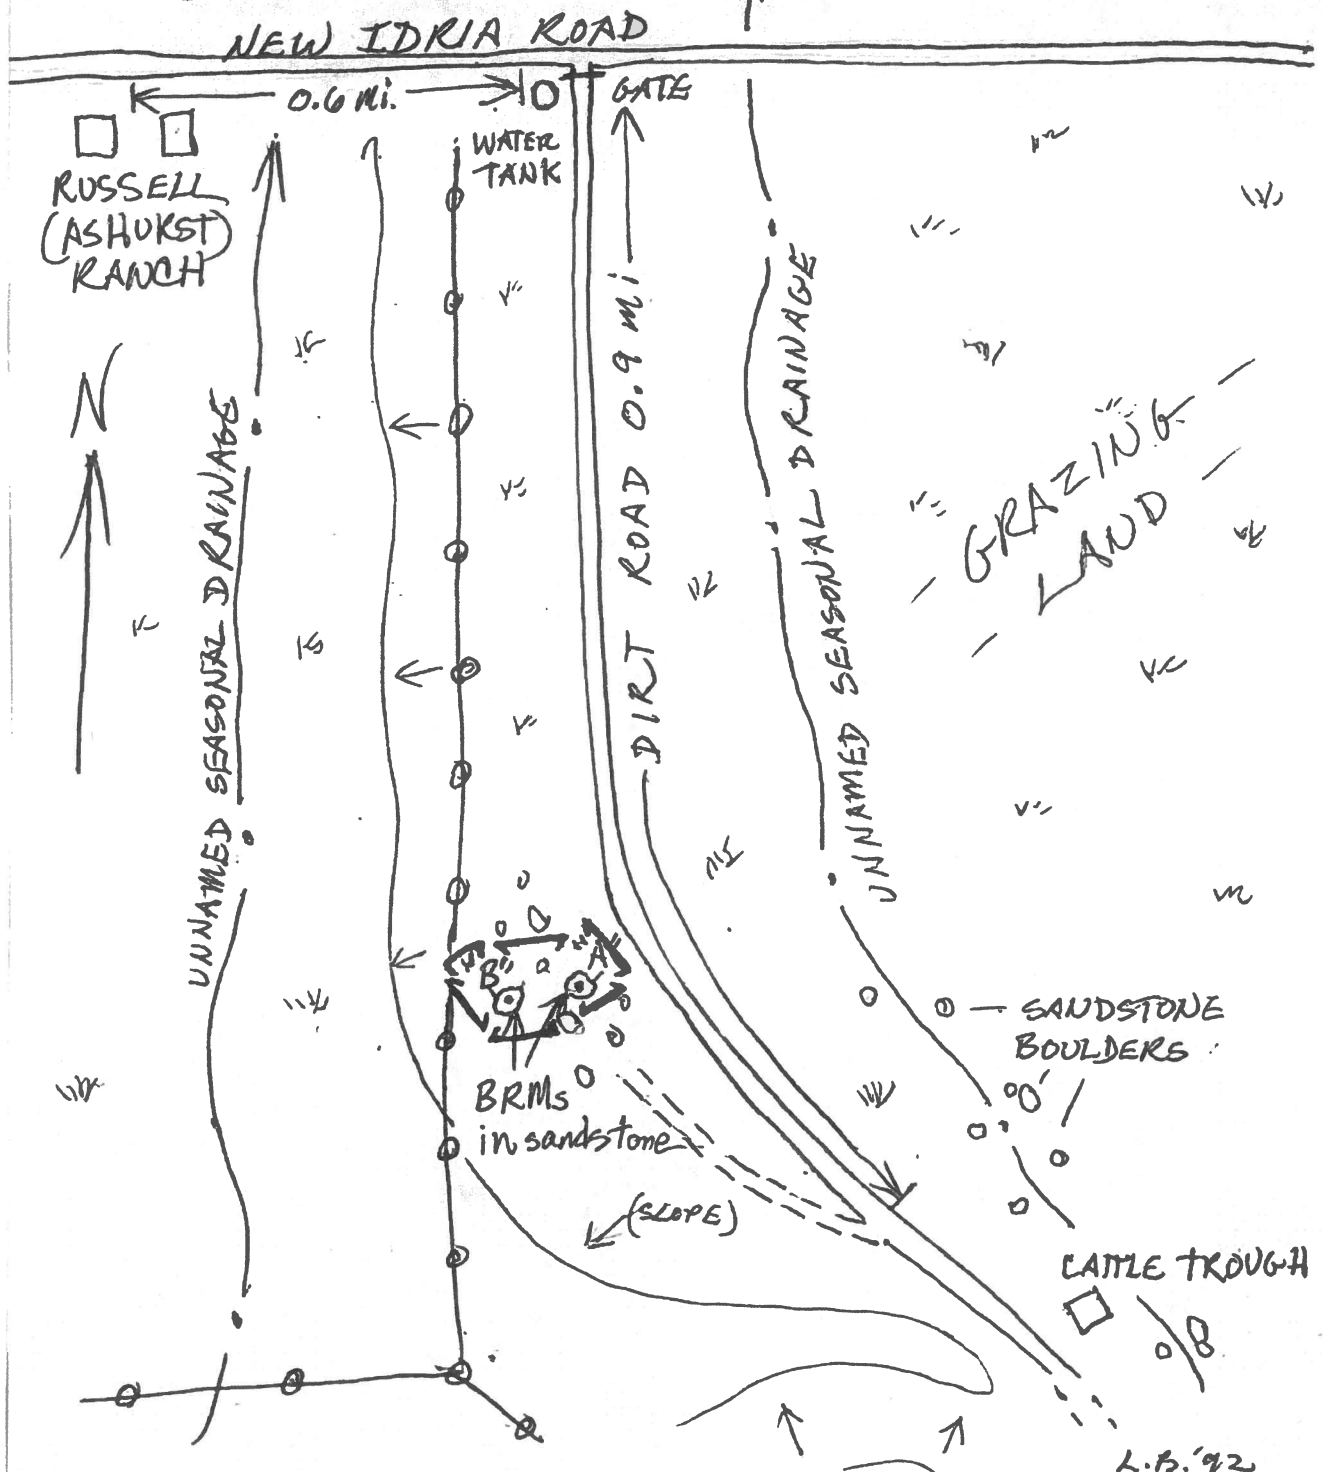 NEW IDRIA ROAD
0.6 Mi.
GATE
WATER
TANK
RUSSELL
(ASHURST)
RANCH
N
UNNAMED SEASONAL DRAINAGE
DIRT ROAD 0.9 mi
UNNAMED SEASONAL DRAINAGE
GRAZING
LAND
"B"
"A"
SANDSTONE
BOULDERS
BRMs
in sandstone
(SLOPE)
CATTLE TROUGH
L.B. '92